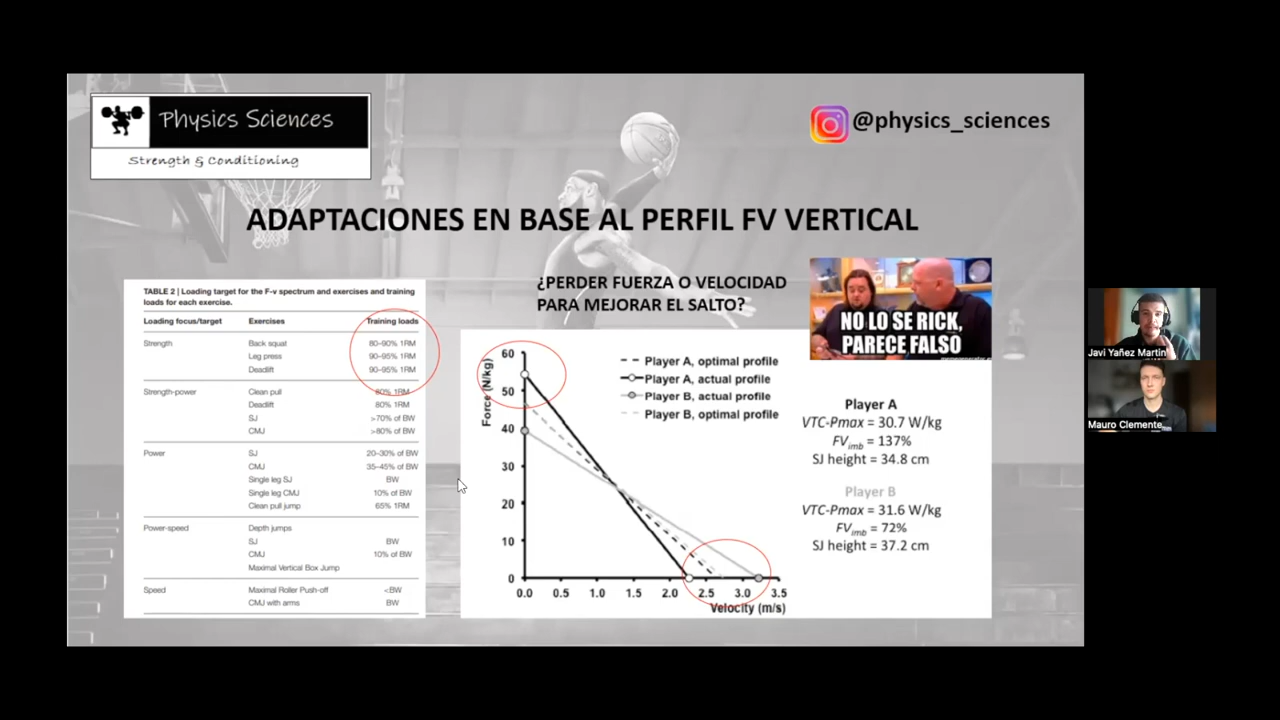 Physics Sciences
Strength & Conditioning
@physics_sciences
ADAPTACIONES EN BASE AL PERFIL FV VERTICAL
TABLE 2 | Loading target for the F-v spectrum and exercises and training
loads for each exercise.
Loading focus/target Exercises Training loads
Strength Back squat 80–90% 1RM
Leg press 90–95% 1RM
Deadlift 90–95% 1RM
Strength-power Clean pull 80% 1RM
Deadlift 80% 1RM
SJ >70% of BW
CMJ >80% of BW
Power SJ 20–30% of BW
CMJ 35–45% of BW
Single leg SJ BW
Single leg CMJ 10% of BW
Clean pull jump 65% 1RM
Power-speed Depth jumps
SJ BW
CMJ 10% of BW
Maximal Vertical Box Jump
Speed Maximal Roller Push-off <BW
CMJ with arms BW
¿PERDER FUERZA O VELOCIDAD
PARA MEJORAR EL SALTO?
NO LO SE RICK,
PARECE FALSO
Force (N/kg)
60
50
40
30
20
10
0
0.0 0.5 1.0 1.5 2.0 2.5 3.0 3.5
Velocity (m/s)
Player A, optimal profile
Player A, actual profile
Player B, actual profile
Player B, optimal profile
Player A
VTC-Pmax = 30.7 W/kg
FVimb = 137%
SJ height = 34.8 cm
Player B
VTC-Pmax = 31.6 W/kg
FVimb = 72%
SJ height = 37.2 cm
Javi Yañez Martin
Mauro Clemente